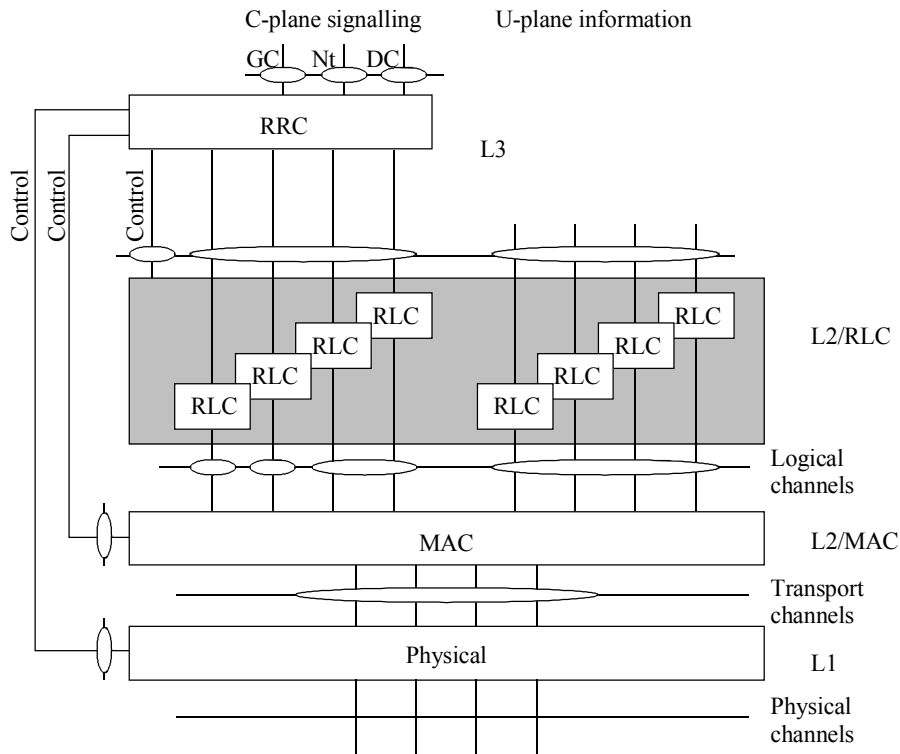 C-plane signalling
U-plane information
GC
Nt
DC
RRC
L3
Control
Control
Control
RLC
RLC
RLC
RLC
RLC
RLC
RLC
RLC
L2/RLC
Logical
channels
MAC
L2/MAC
Transport
channels
Physical
L1
Physical
channels